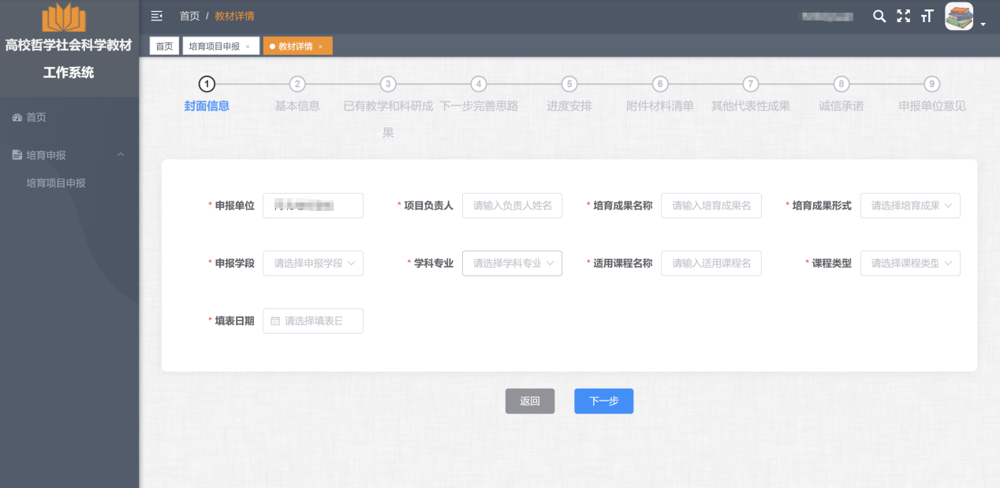 高校哲学社会科学教材
工作系统
首页
培育申报
培育项目申报
首页 / 教材详情
首页
培育项目申报 ×
教材详情 ×
1 2 3 4 5 6 7 8 9
封面信息 基本信息 已有教学和科研成 下一步完善思路 进度安排 附件材料清单 其他代表性成果 诚信承诺 申报单位意见
果
* 申报单位 * 项目负责人 请输入负责人姓名 * 培育成果名称 请输入培育成果名 * 培育成果形式 请选择培育成果
* 申报学段 请选择申报学段 * 学科专业 请选择学科专业 * 适用课程名称 请输入适用课程名 * 课程类型 请选择课程类型
* 填表日期 请选择填表日
返回 下一步